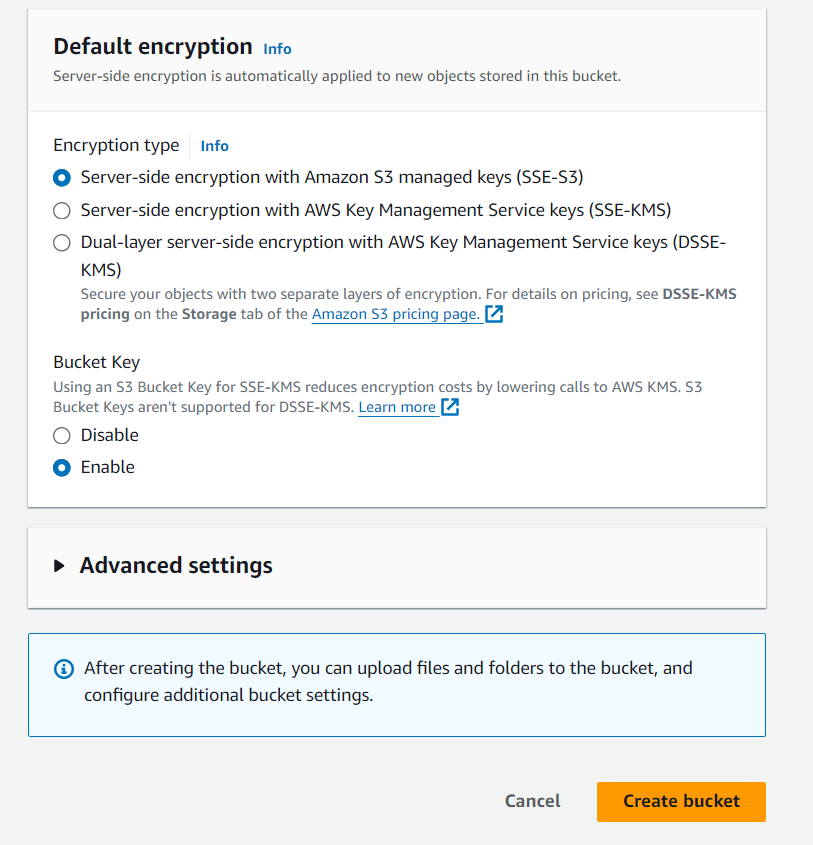 Default encryption Info
Server-side encryption is automatically applied to new objects stored in this bucket.
Encryption type Info
Server-side encryption with Amazon S3 managed keys (SSE-S3)
Server-side encryption with AWS Key Management Service keys (SSE-KMS)
Dual-layer server-side encryption with AWS Key Management Service keys (DSSE-
KMS)
Secure your objects with two separate layers of encryption. For details on pricing, see DSSE-KMS
pricing on the Storage tab of the Amazon S3 pricing page.
Bucket Key
Using an S3 Bucket Key for SSE-KMS reduces encryption costs by lowering calls to AWS KMS. S3
Bucket Keys aren't supported for DSSE-KMS. Learn more
Disable
Enable
Advanced settings
After creating the bucket, you can upload files and folders to the bucket, and
configure additional bucket settings.
Cancel Create bucket